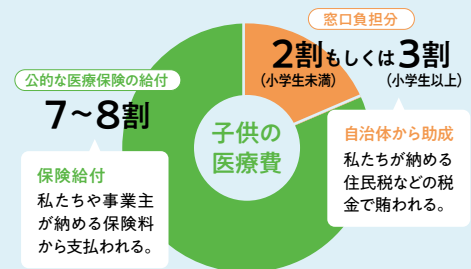 窓口負担分
2割もしくは3割
(小学生未満)
(小学生以上)
公的な医療保険の給付
7〜8割
子供の
医療費
保険給付
私たちや事業主
が納める保険料
から支払われる。
自治体から助成
私たちが納める
住民税などの税
金で賄われる。